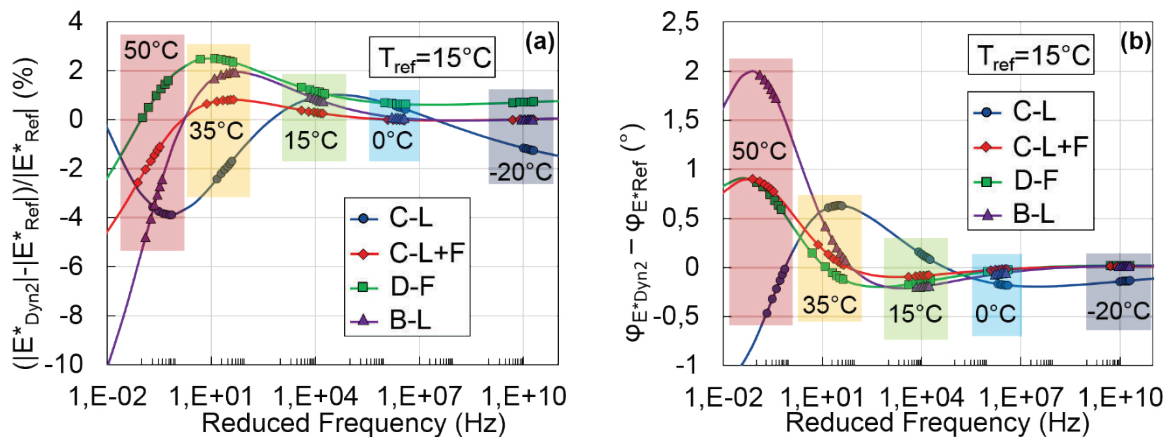 (a)
(|E*Dyn2|-|E*Ref|)/|E*Ref| (%)
4
2
0
-2
-4
-6
-8
-10
50°C
35°C
15°C
0°C
-20°C
Tref=15°C
C-L
C-L+F
D-F
B-L
1,E-02 1,E+01 1,E+04 1,E+07 1,E+10
Reduced Frequency (Hz)
(b)
φE*Dyn2 – φE*Ref (°)
2,5
2
1,5
1
0,5
0
-0,5
-1
50°C
35°C
15°C
0°C
-20°C
Tref=15°C
C-L
C-L+F
D-F
B-L
1,E-02 1,E+01 1,E+04 1,E+07 1,E+10
Reduced Frequency (Hz)